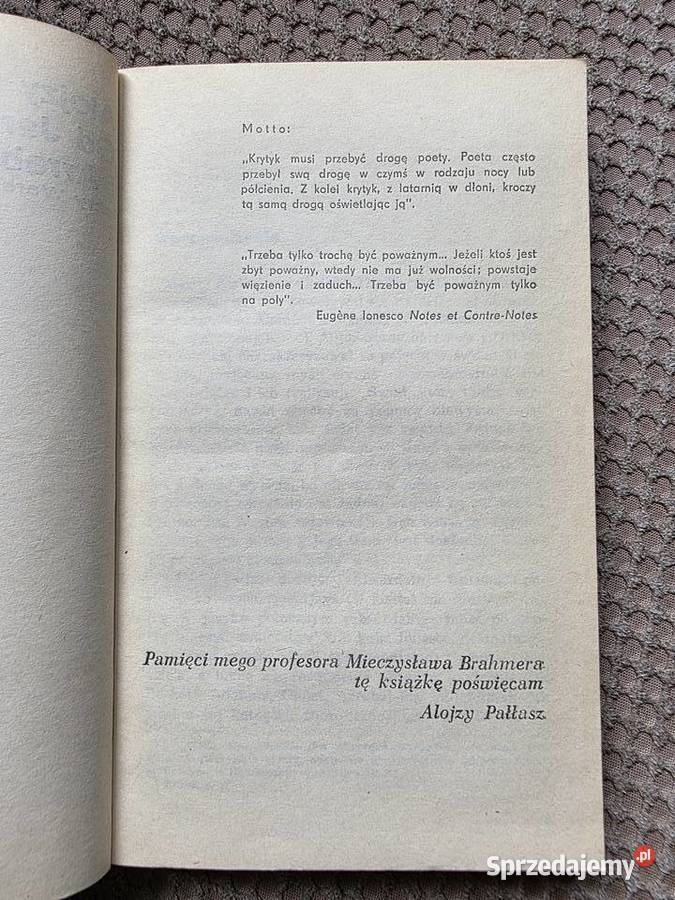 Motto:
„Krytyk musi przebyć drogę poety. Poeta często
przebył swą drogę w czymś w rodzaju nocy lub
półcienia. Z kolei krytyk, z latarnią w dłoni, kroczy
tą samą drogą oświetlając ją”.
„Trzeba tylko trochę być poważnym... Jeżeli ktoś jest
zbyt poważny, wtedy nie ma już wolności; powstaje
więzienie i zaduch... Trzeba być poważnym tylko
na poły”.
Eugène Ionesco Notes et Contre-Notes
Pamięci mego profesora Mieczysława Brahmera
tę książkę poświęcam
Alojzy Pałłasz
Sprzedajemy.pl